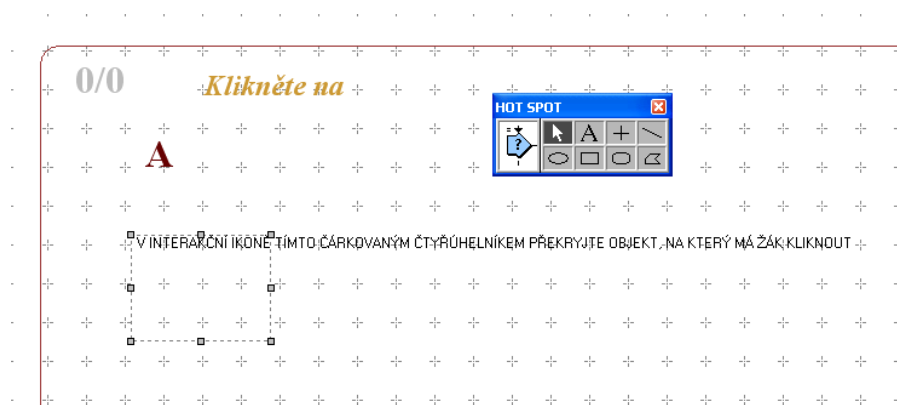 0/0 Klikněte na
HOT SPOT
A
A
?
V INTERAKČNÍ IKONĚ TÍMTO ČÁRKOVANÝM ČTYŘÚHELNÍKEM PŘEKRYJTE OBJEKT, NA KTERÝ MÁ ŽÁK KLIKNOUT